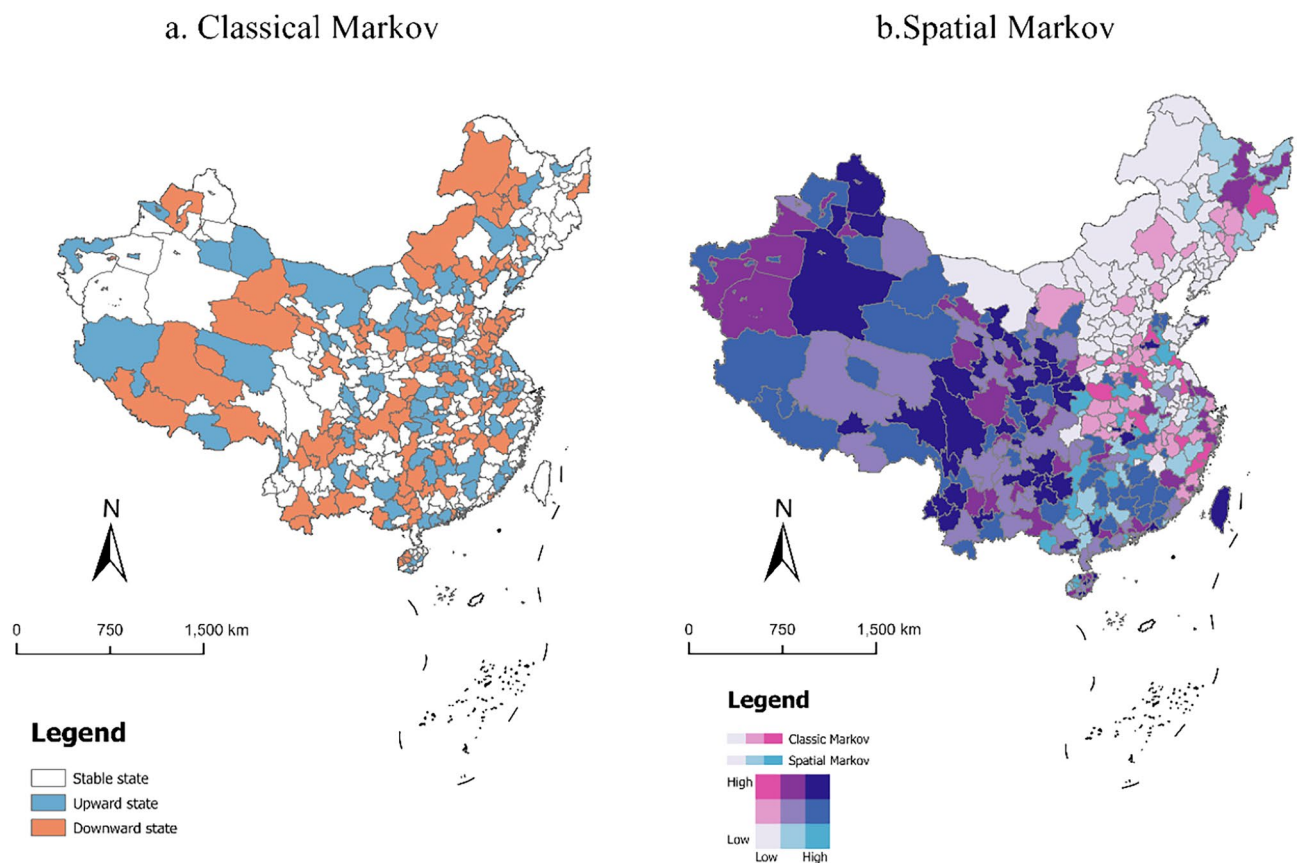 a. Classical Markov
b.Spatial Markov
N
0 750 1,500 km
Legend
Stable state
Upward state
Downward state
N
0 750 1,500 km
Legend
Classic Markov
Spatial Markov
High
Low
Low High